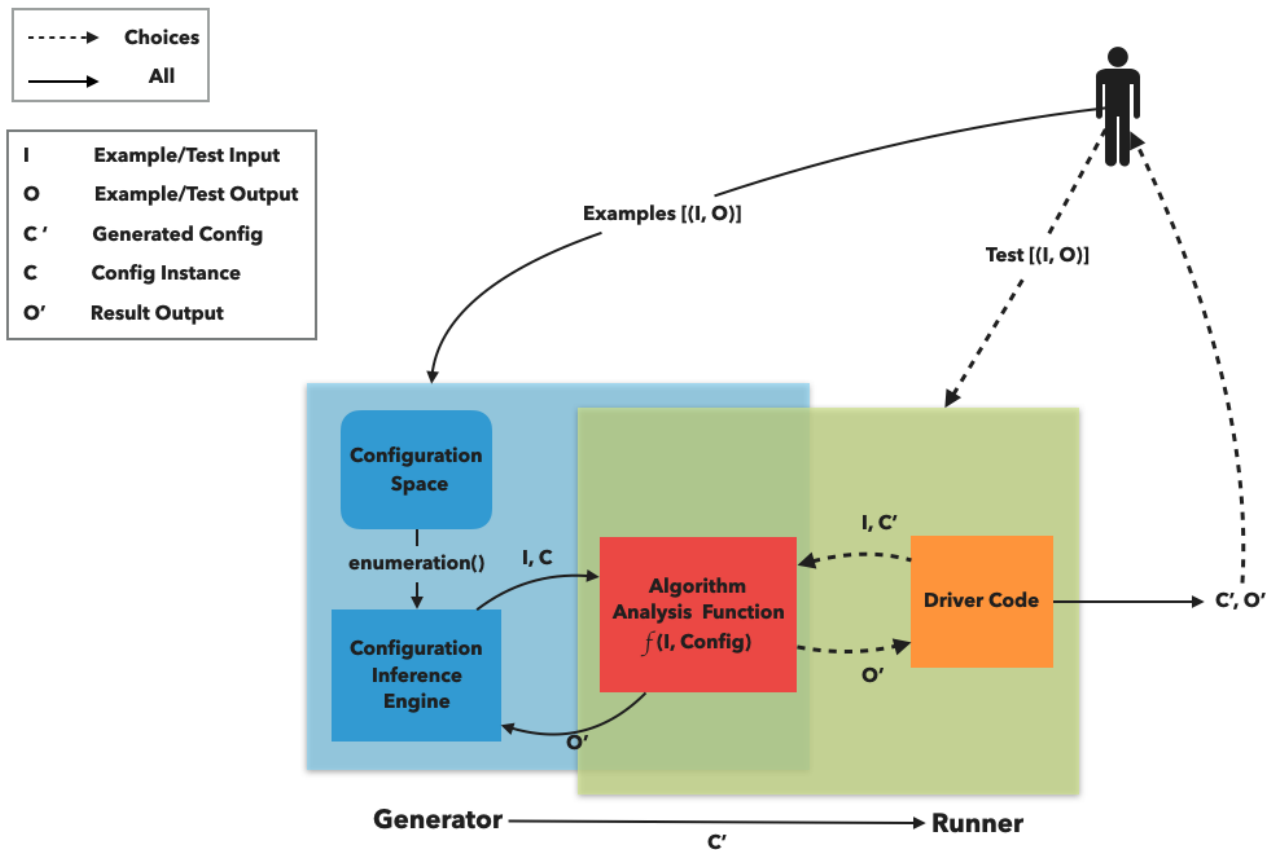 Choices
All
I Example/Test Input
O Example/Test Output
C ' Generated Config
C Config Instance
O’ Result Output
Examples [(I, O)]
Test [(I, O)]
Configuration
Space
enumeration()
I, C
I, C’
Algorithm
Analysis Function
f (I, Config)
Driver Code
C’, O’
Configuration
Inference
Engine
O’
O’
Generator
Runner
C’